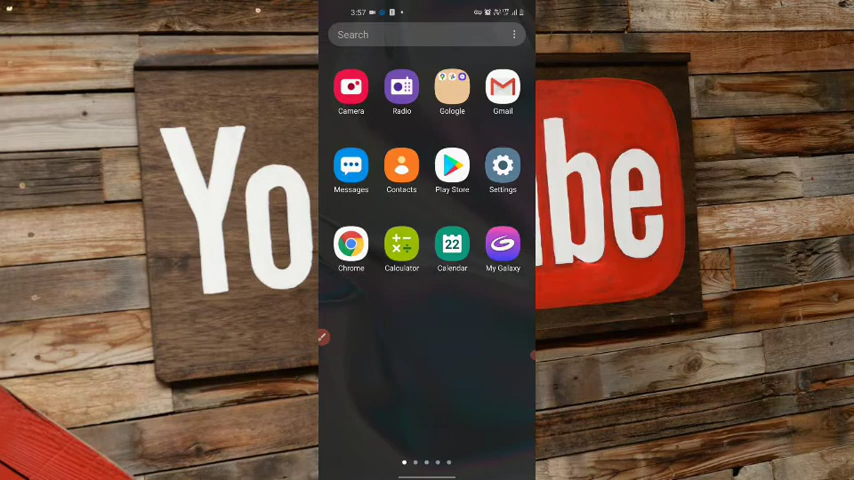 3:57
Search
Camera Radio Gologle Gmail
Messages Contacts Play Store Settings
22
Chrome Calculator Calendar My Galaxy
Yo be